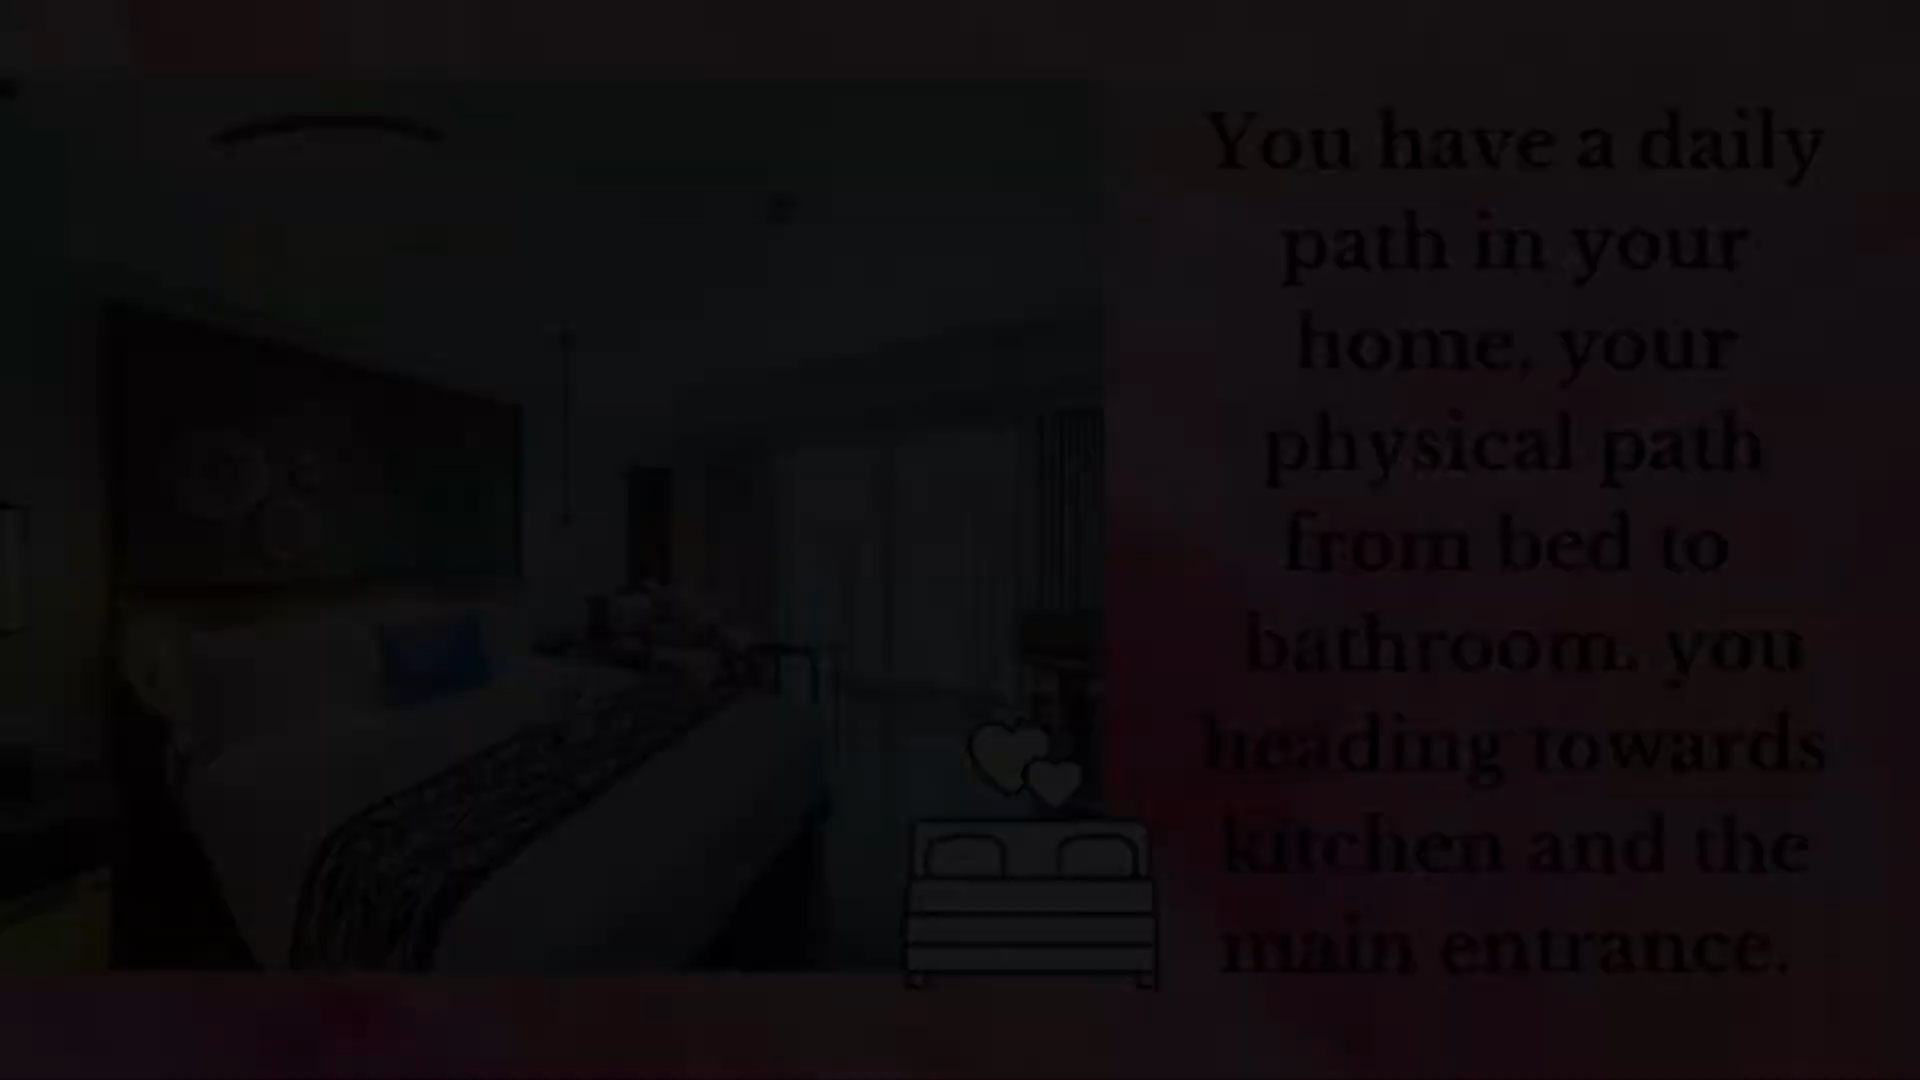 You have a daily
path in your
home, your
physical path
from bed to
bathroom. you
heading towards
kitchen and the
main entrance.